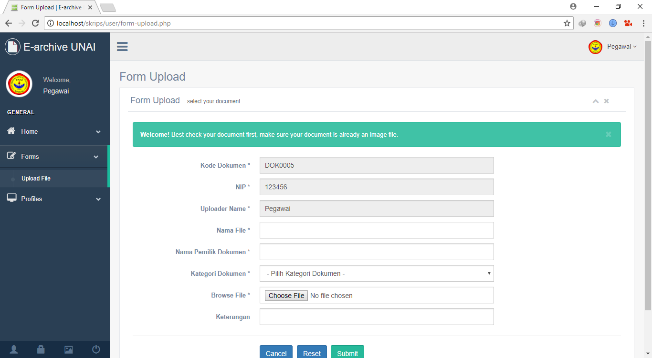 Form Upload | E-archive
localhost/skrips/user/form-upload.php
E-archive UNAI
Pegawai
Welcome,
Pegawai
GENERAL
Home
Forms
Upload File
Profiles
Form Upload
Form Upload select your document
Welcome! Best check your document first, make sure your document is already an image file.
Kode Dokumen * DOK0005
NIP * 123456
Uploader Name * Pegawai
Nama File *
Nama Pemilik Dokumen *
Kategori Dokumen * - Pilih Kategori Dokumen -
Browse File * Choose File No file chosen
Keterangan
Cancel Reset Submit